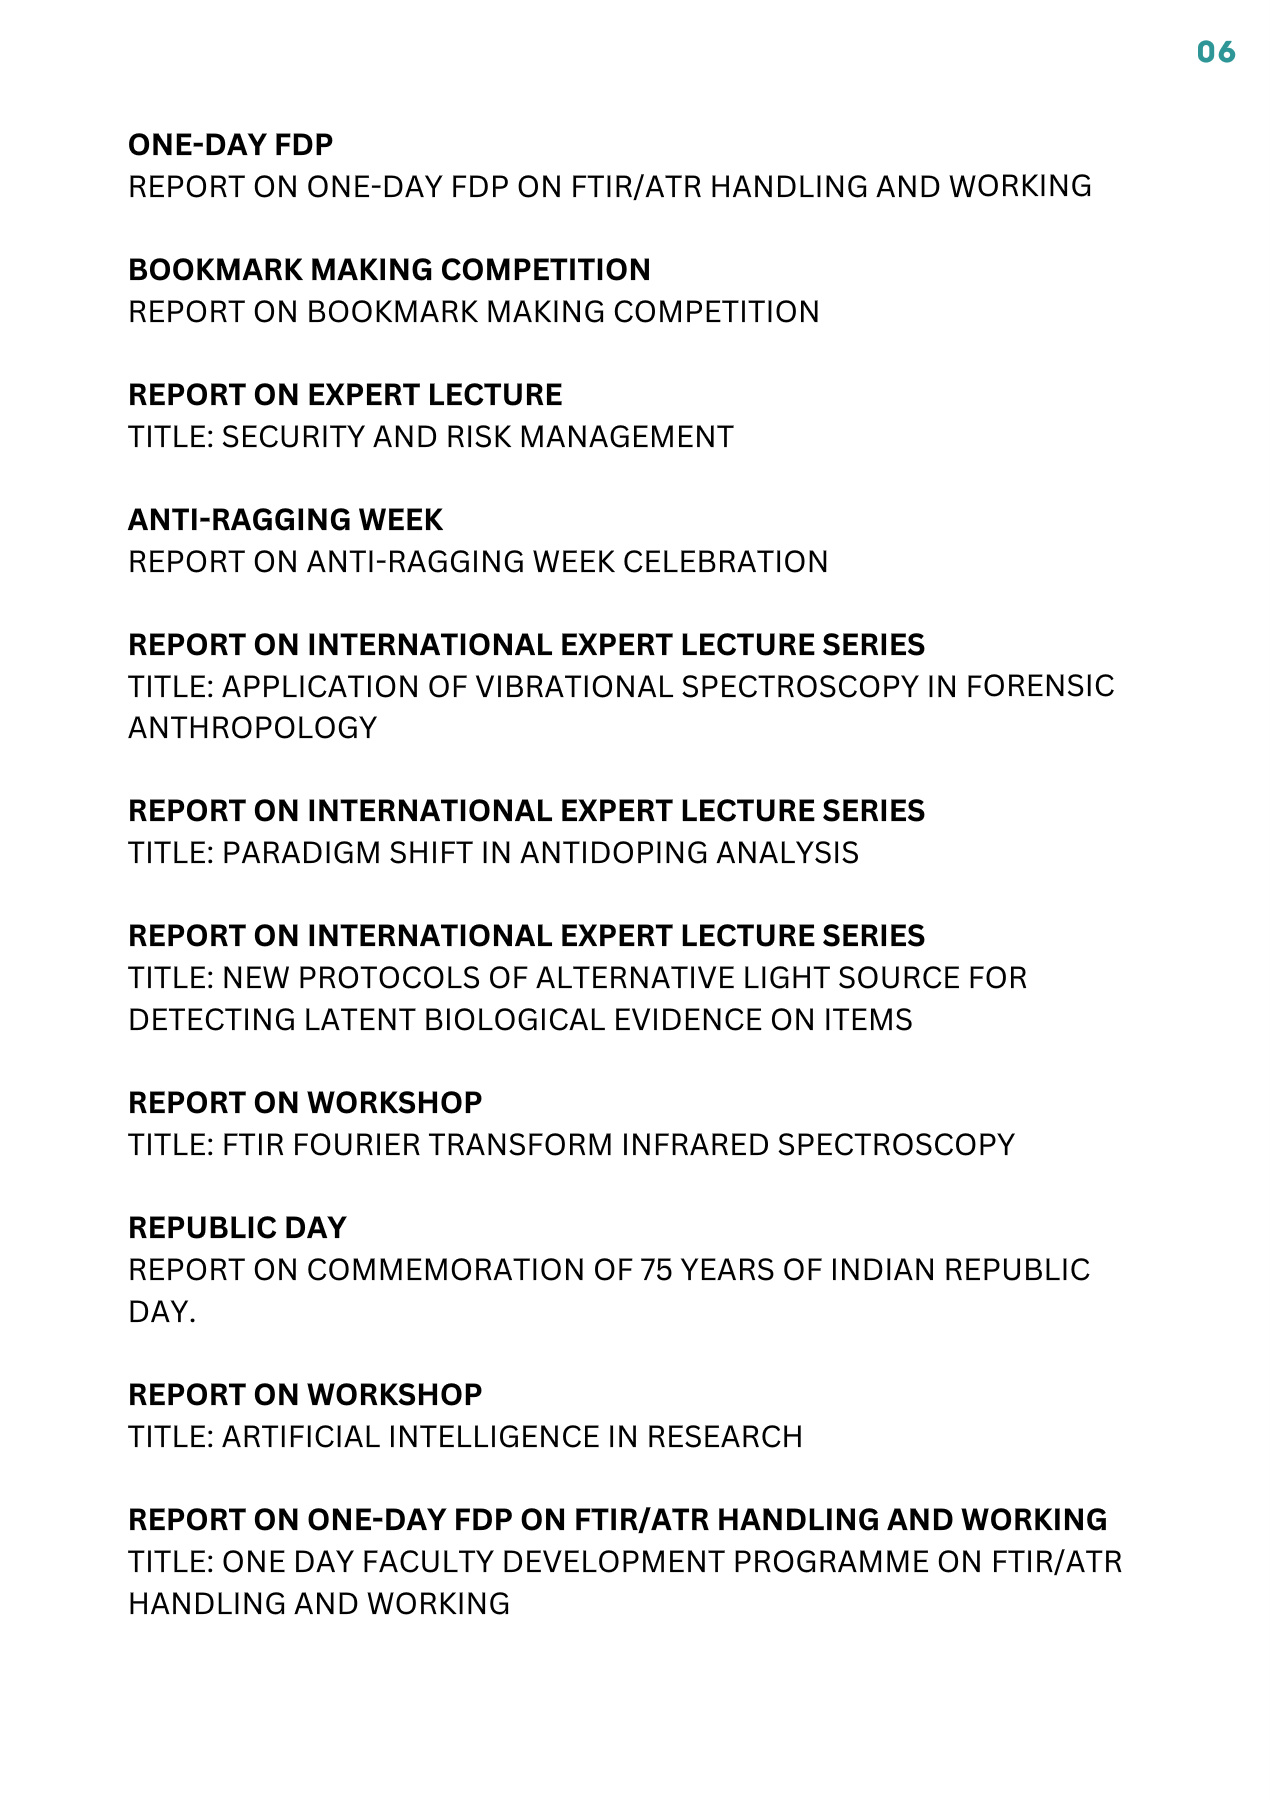 06
ONE-DAY FDP
REPORT ON ONE-DAY FDP ON FTIR/ATR HANDLING AND WORKING
BOOKMARK MAKING COMPETITION
REPORT ON BOOKMARK MAKING COMPETITION
REPORT ON EXPERT LECTURE
TITLE: SECURITY AND RISK MANAGEMENT
ANTI-RAGGING WEEK
REPORT ON ANTI-RAGGING WEEK CELEBRATION
REPORT ON INTERNATIONAL EXPERT LECTURE SERIES
TITLE: APPLICATION OF VIBRATIONAL SPECTROSCOPY IN FORENSIC
ANTHROPOLOGY
REPORT ON INTERNATIONAL EXPERT LECTURE SERIES
TITLE: PARADIGM SHIFT IN ANTIDOPING ANALYSIS
REPORT ON INTERNATIONAL EXPERT LECTURE SERIES
TITLE: NEW PROTOCOLS OF ALTERNATIVE LIGHT SOURCE FOR
DETECTING LATENT BIOLOGICAL EVIDENCE ON ITEMS
REPORT ON WORKSHOP
TITLE: FTIR FOURIER TRANSFORM INFRARED SPECTROSCOPY
REPUBLIC DAY
REPORT ON COMMEMORATION OF 75 YEARS OF INDIAN REPUBLIC
DAY.
REPORT ON WORKSHOP
TITLE: ARTIFICIAL INTELLIGENCE IN RESEARCH
REPORT ON ONE-DAY FDP ON FTIR/ATR HANDLING AND WORKING
TITLE: ONE DAY FACULTY DEVELOPMENT PROGRAMME ON FTIR/ATR
HANDLING AND WORKING